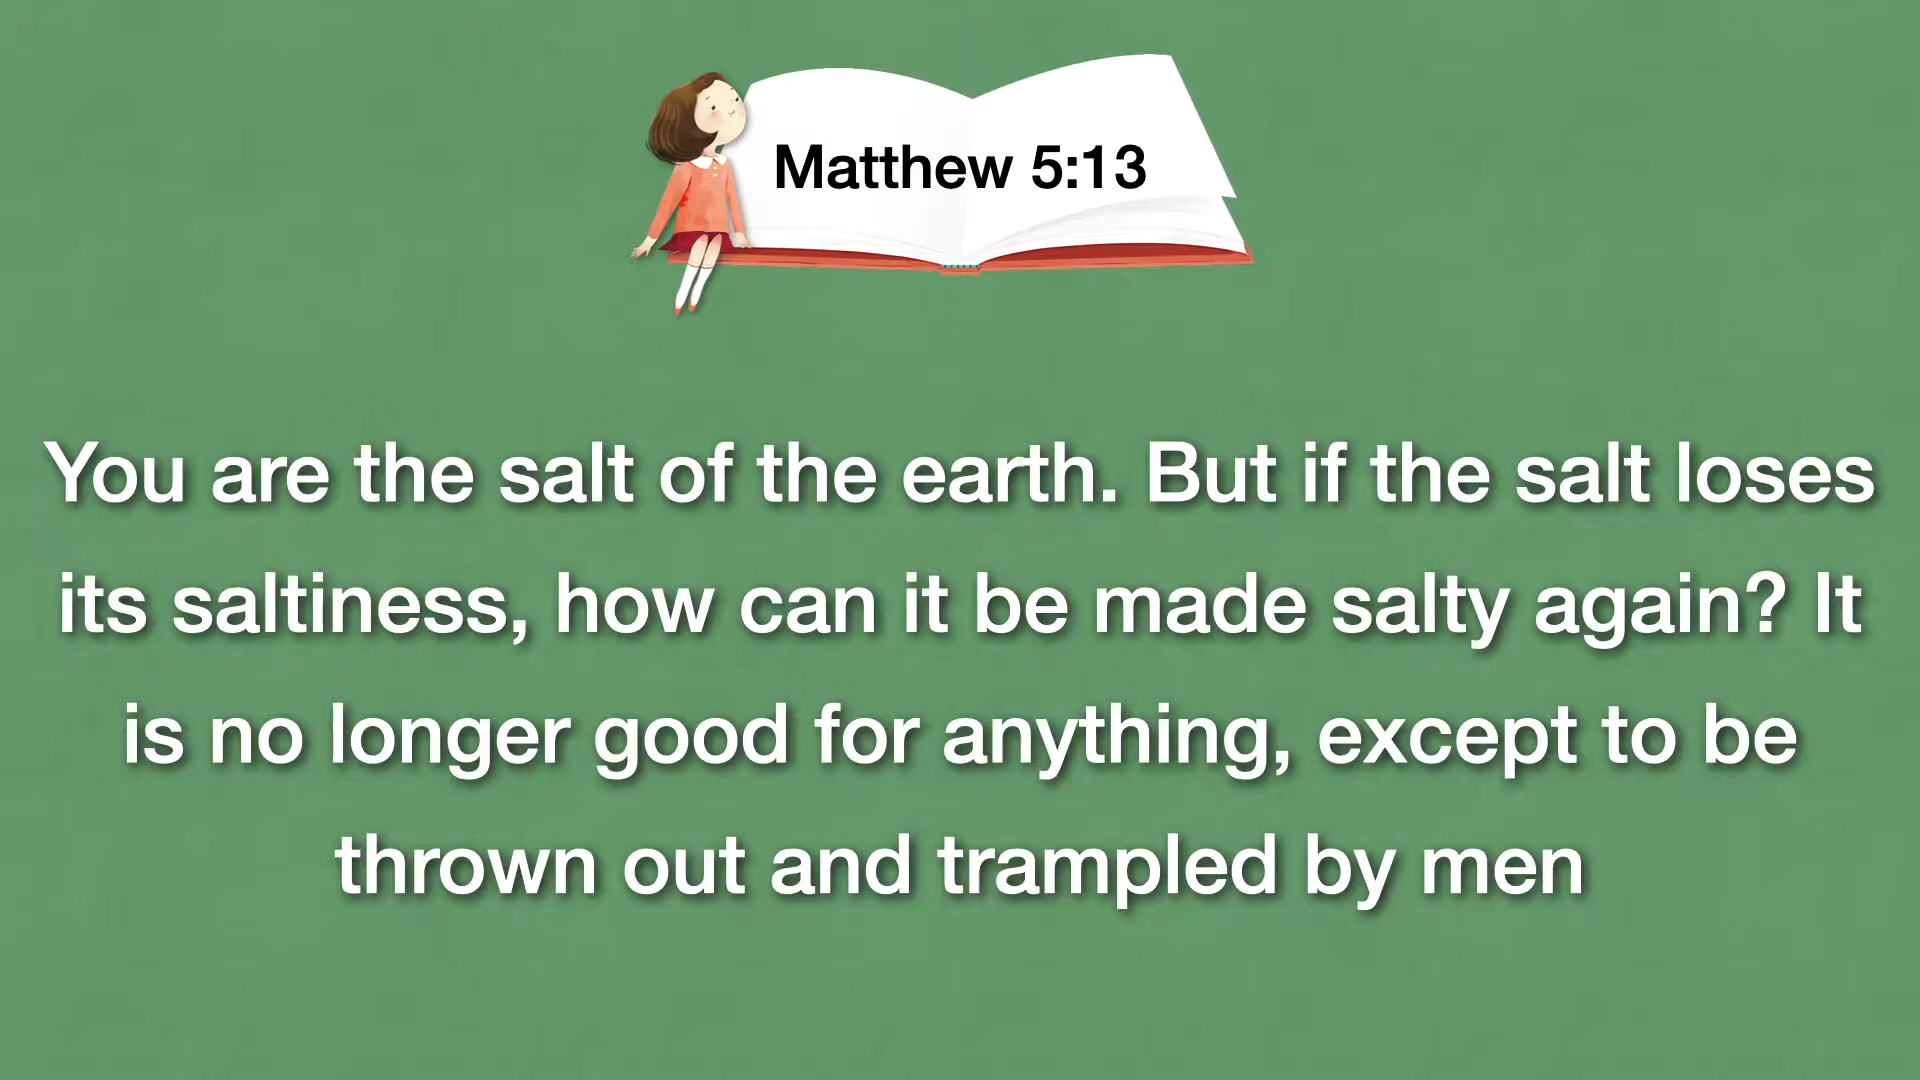 Matthew 5:13
You are the salt of the earth. But if the salt loses
its saltiness, how can it be made salty again? It
is no longer good for anything, except to be
thrown out and trampled by men